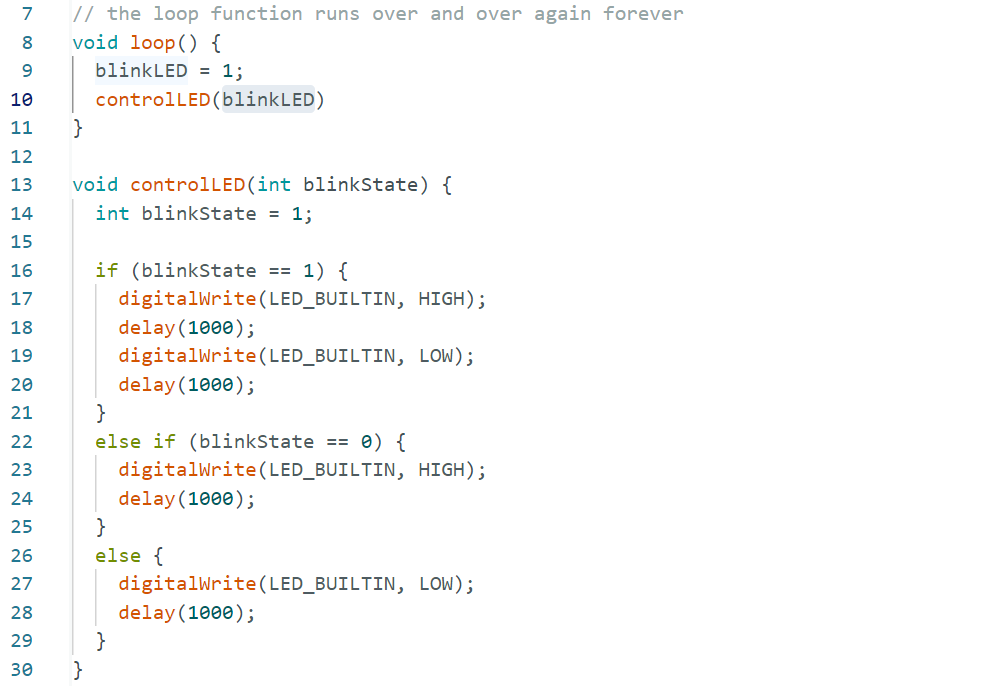 7 // the loop function runs over and over again forever
8 void loop() {
9   blinkLED = 1;
10   controlLED(blinkLED)
11 }
12
13 void controlLED(int blinkState) {
14   int blinkState = 1;
15
16   if (blinkState == 1) {
17     digitalWrite(LED_BUILTIN, HIGH);
18     delay(1000);
19     digitalWrite(LED_BUILTIN, LOW);
20     delay(1000);
21   }
22   else if (blinkState == 0) {
23     digitalWrite(LED_BUILTIN, HIGH);
24     delay(1000);
25   }
26   else {
27     digitalWrite(LED_BUILTIN, LOW);
28     delay(1000);
29   }
30 }